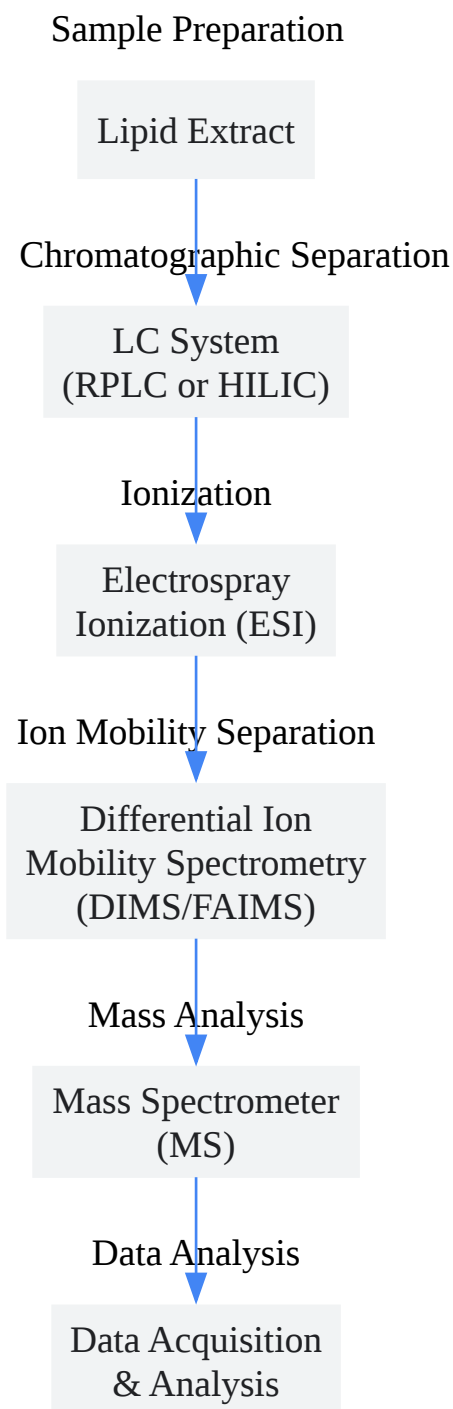 Sample Preparation
Lipid Extract
Chromatographic Separation
LC System
(RPLC or HILIC)
Ionization
Electrospray
Ionization (ESI)
Ion Mobility Separation
Differential Ion
Mobility Spectrometry
(DIMS/FAIMS)
Mass Analysis
Mass Spectrometer
(MS)
Data Analysis
Data Acquisition
& Analysis